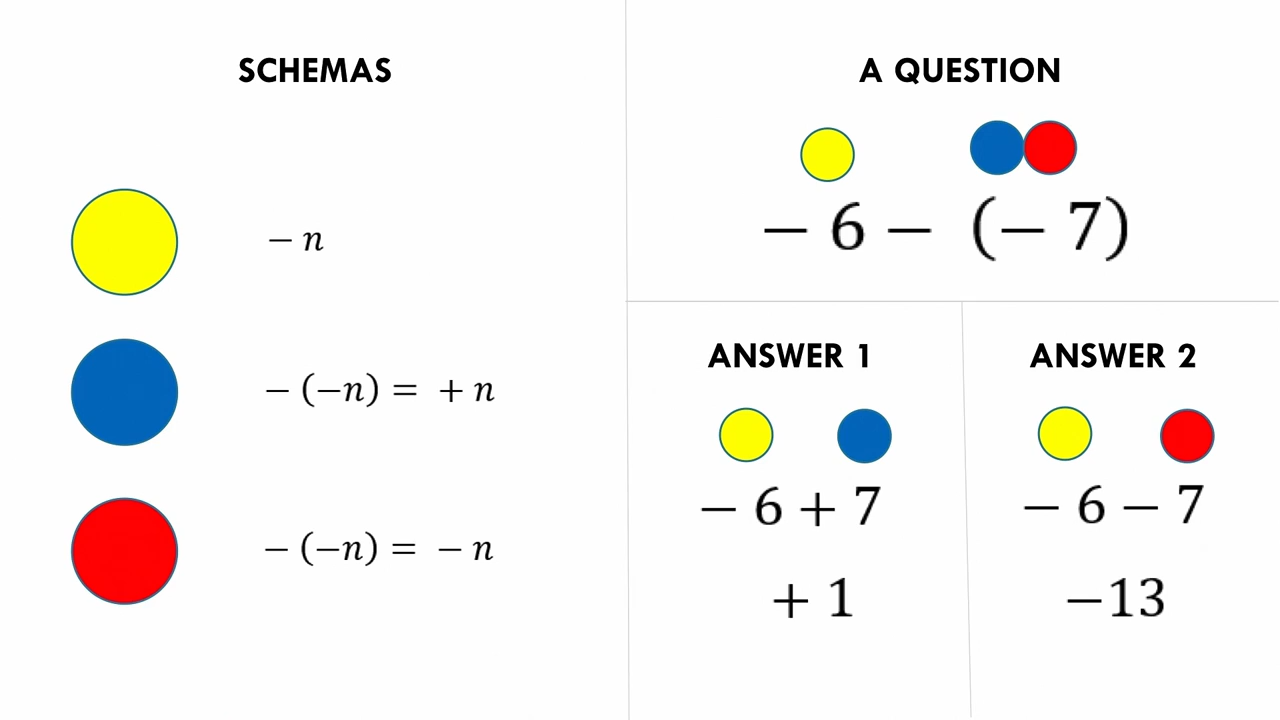 SCHEMAS
− n
− (−n) = + n
− (−n) = − n
A QUESTION
− 6 − (− 7)
ANSWER 1
− 6 + 7
+ 1
ANSWER 2
− 6 − 7
−13